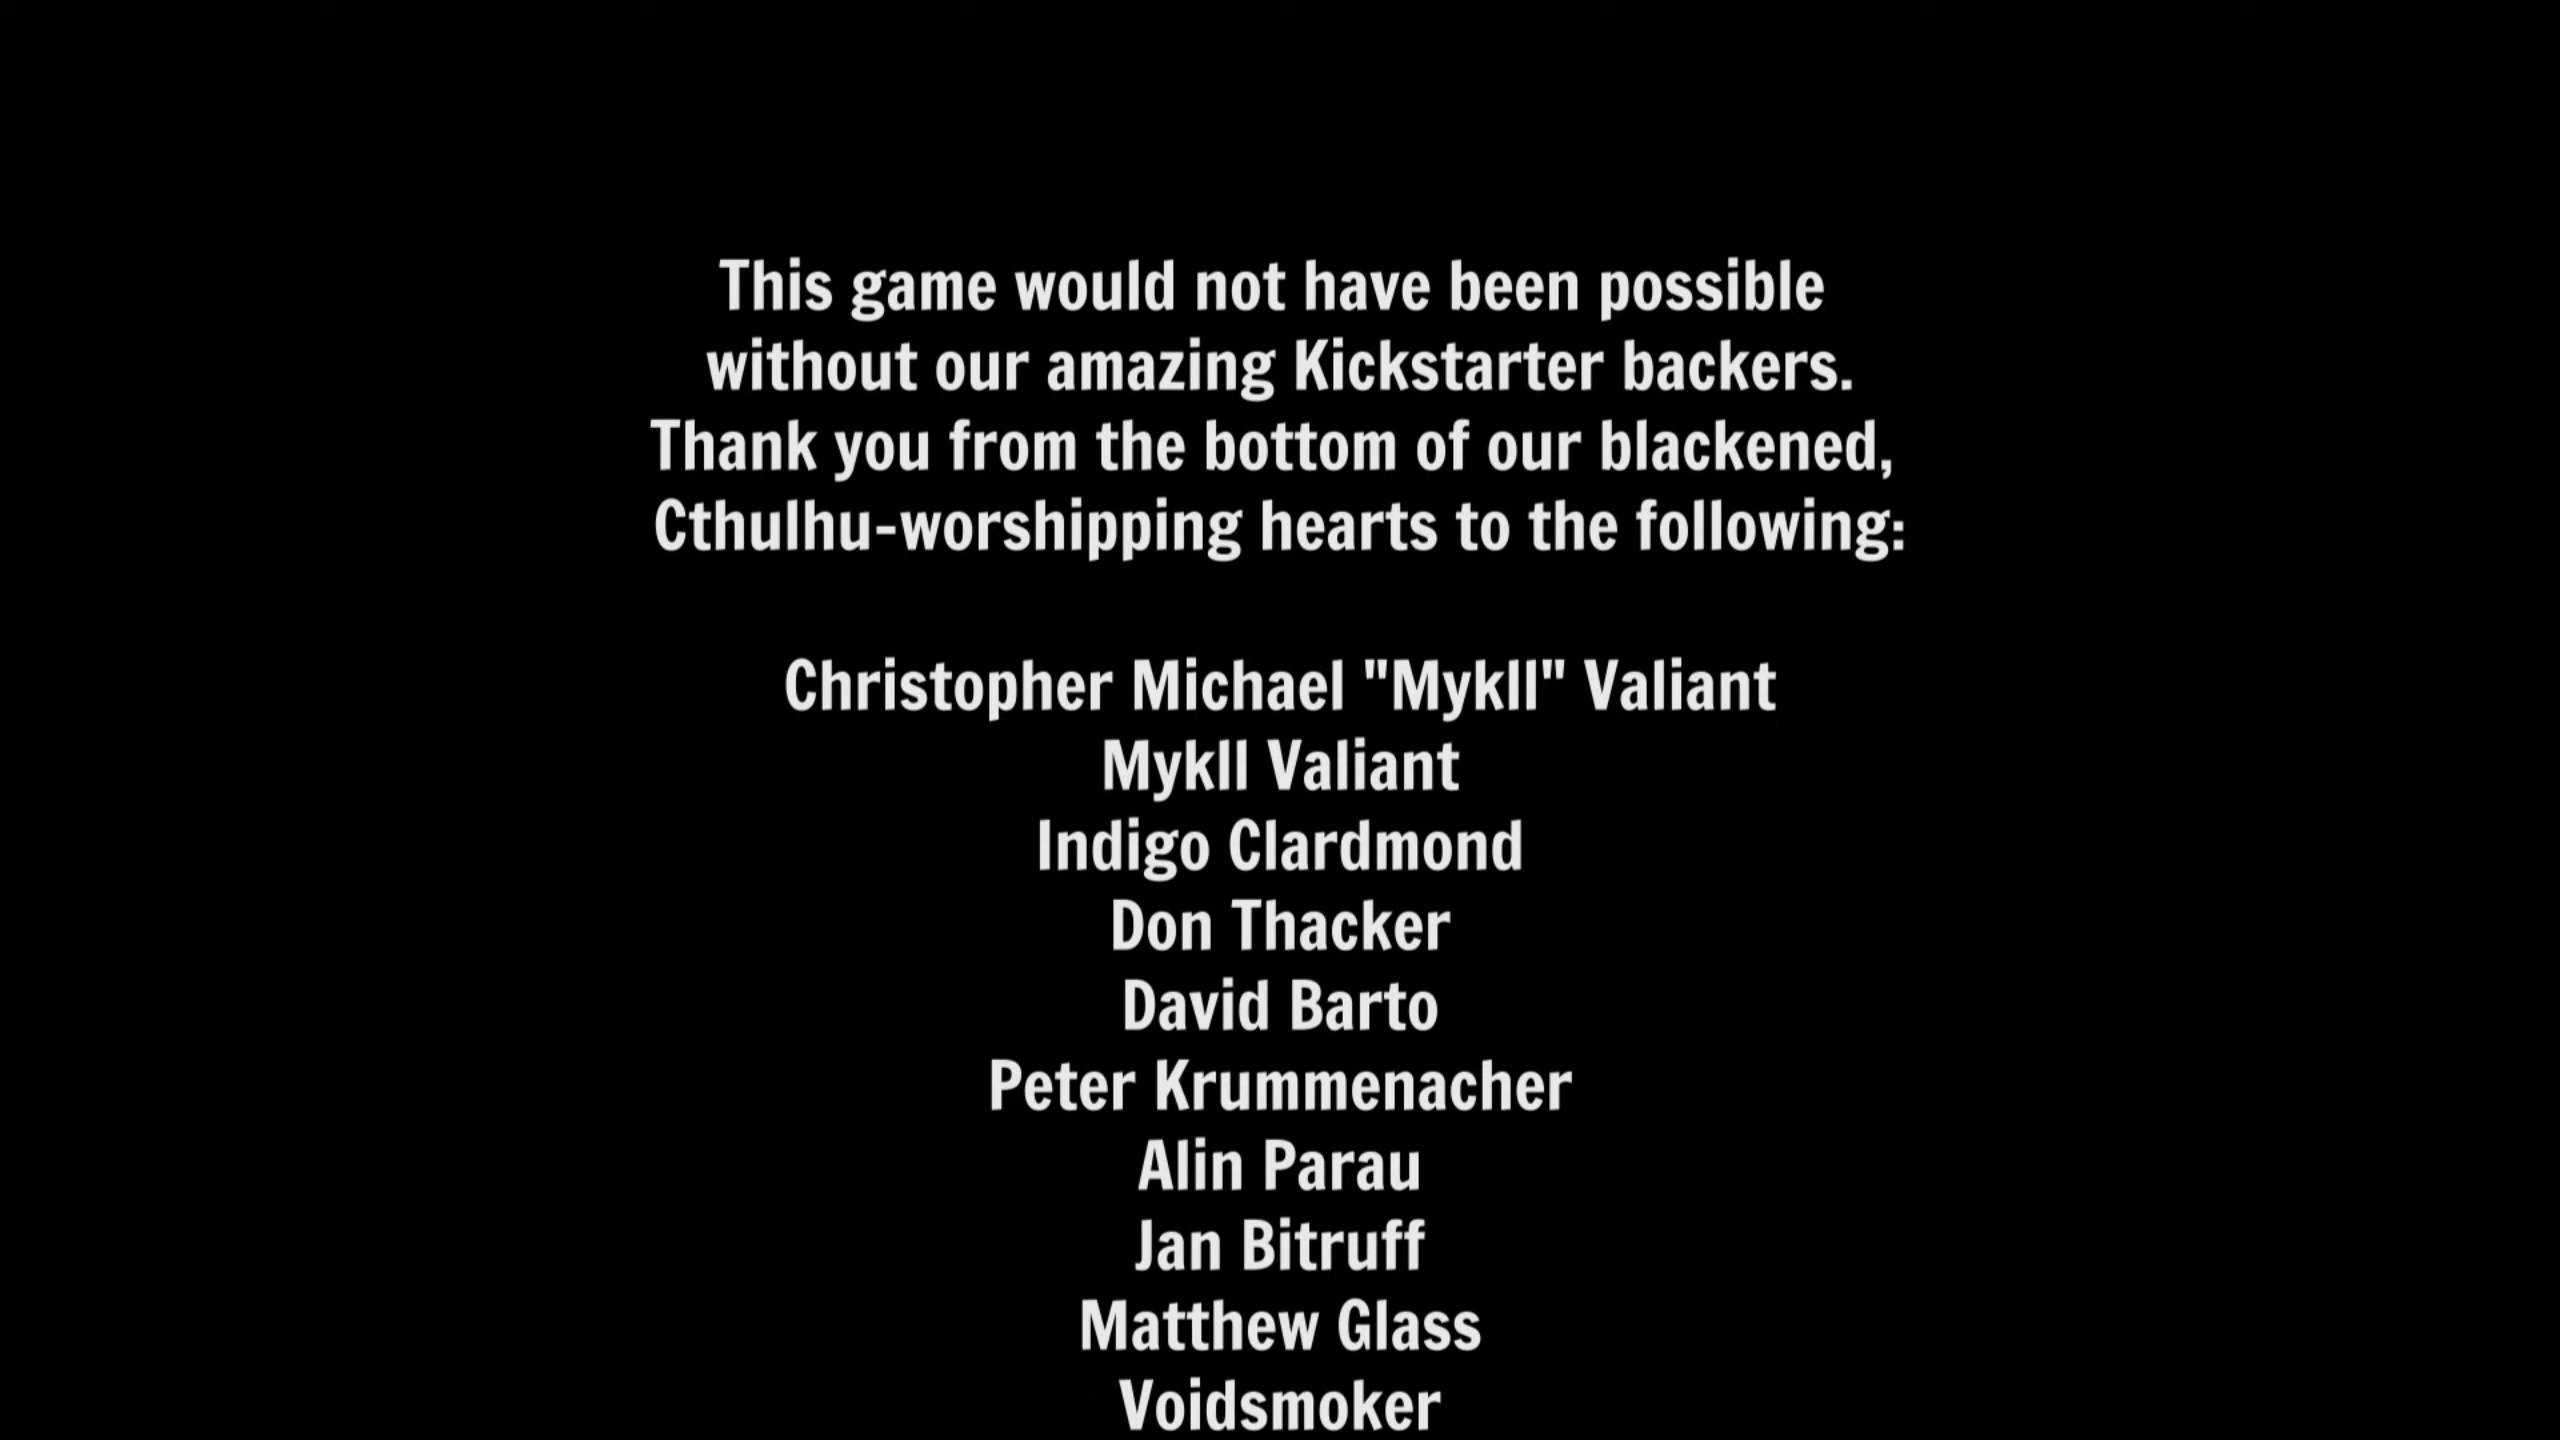 This game would not have been possible
without our amazing Kickstarter backers.
Thank you from the bottom of our blackened,
Cthulhu-worshipping hearts to the following:
Christopher Michael "Mykll" Valiant
Mykll Valiant
Indigo Clardmond
Don Thacker
David Barto
Peter Krummenacher
Alin Parau
Jan Bitruff
Matthew Glass
Voidsmoker